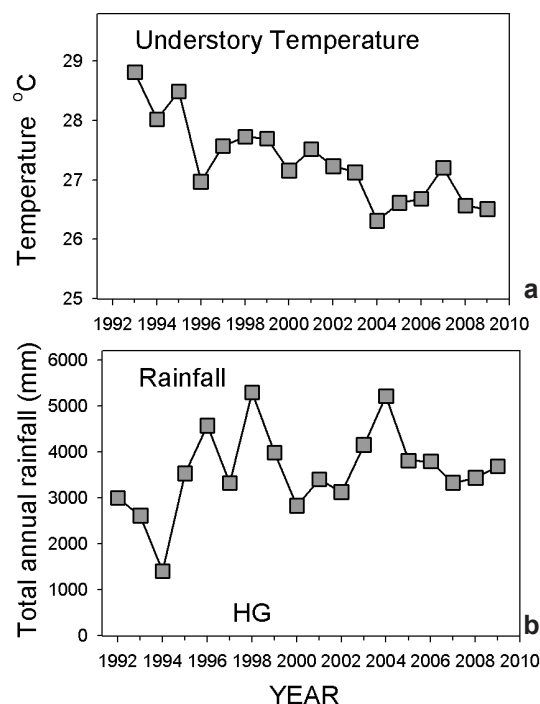 Understory Temperature
Temperature °C
29
28
27
26
25
1992 1994 1996 1998 2000 2002 2004 2006 2008 2010
a
Rainfall
Total annual rainfall (mm)
6000
5000
4000
3000
2000
1000
0
HG
b
1992 1994 1996 1998 2000 2002 2004 2006 2008 2010
YEAR